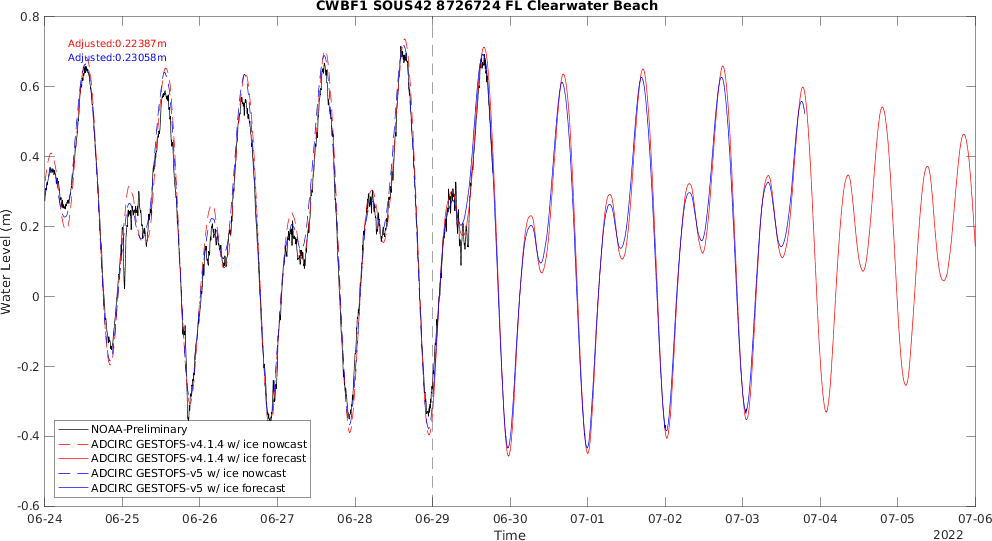 CWBF1 SOUS42 8726724 FL Clearwater Beach
Adjusted:0.22387m
Adjusted:0.23058m
Water Level (m)
0.8
0.6
0.4
0.2
0
-0.2
-0.4
-0.6
NOAA-Preliminary
ADCIRC GESTOFS-v4.1.4 w/ ice nowcast
ADCIRC GESTOFS-v4.1.4 w/ ice forecast
ADCIRC GESTOFS-v5 w/ ice nowcast
ADCIRC GESTOFS-v5 w/ ice forecast
06-24 06-25 06-26 06-27 06-28 06-29 06-30 07-01 07-02 07-03 07-04 07-05 07-06
Time
2022